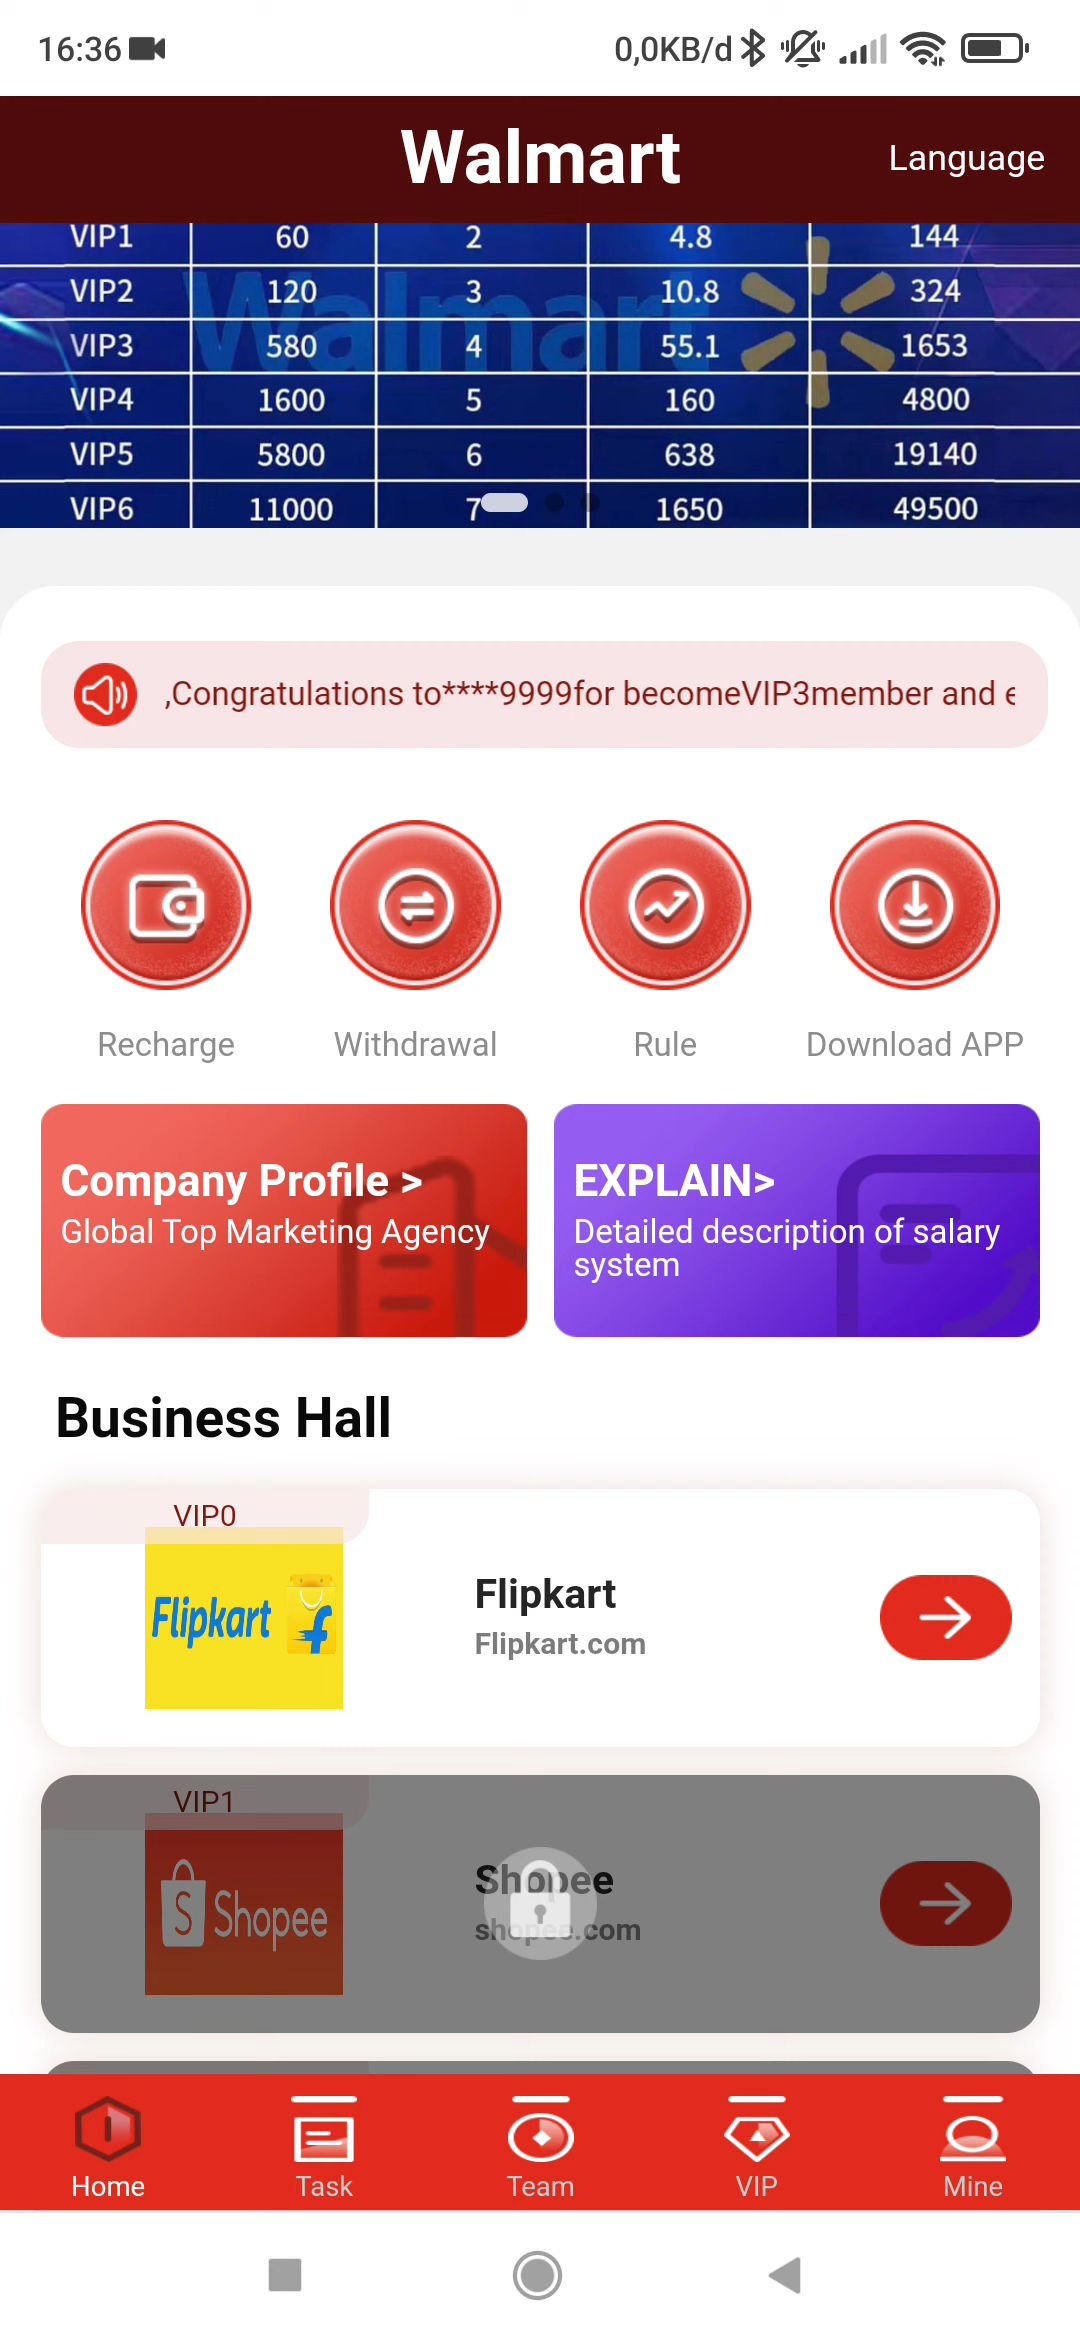 16:36
0,0KB/d
Walmart
Language
VIP1 60 2 4.8 144
VIP2 120 3 10.8 324
VIP3 580 4 55.1 1653
VIP4 1600 5 160 4800
VIP5 5800 6 638 19140
VIP6 11000 7 1650 49500
Walmart
,Congratulations to****9999for becomeVIP3member and e
Recharge Withdrawal Rule Download APP
Company Profile >
Global Top Marketing Agency
EXPLAIN>
Detailed description of salary
system
Business Hall
VIP0
Flipkart
Flipkart
Flipkart.com
VIP1
Shopee
Shopee
shopee.com
Home Task Team VIP Mine